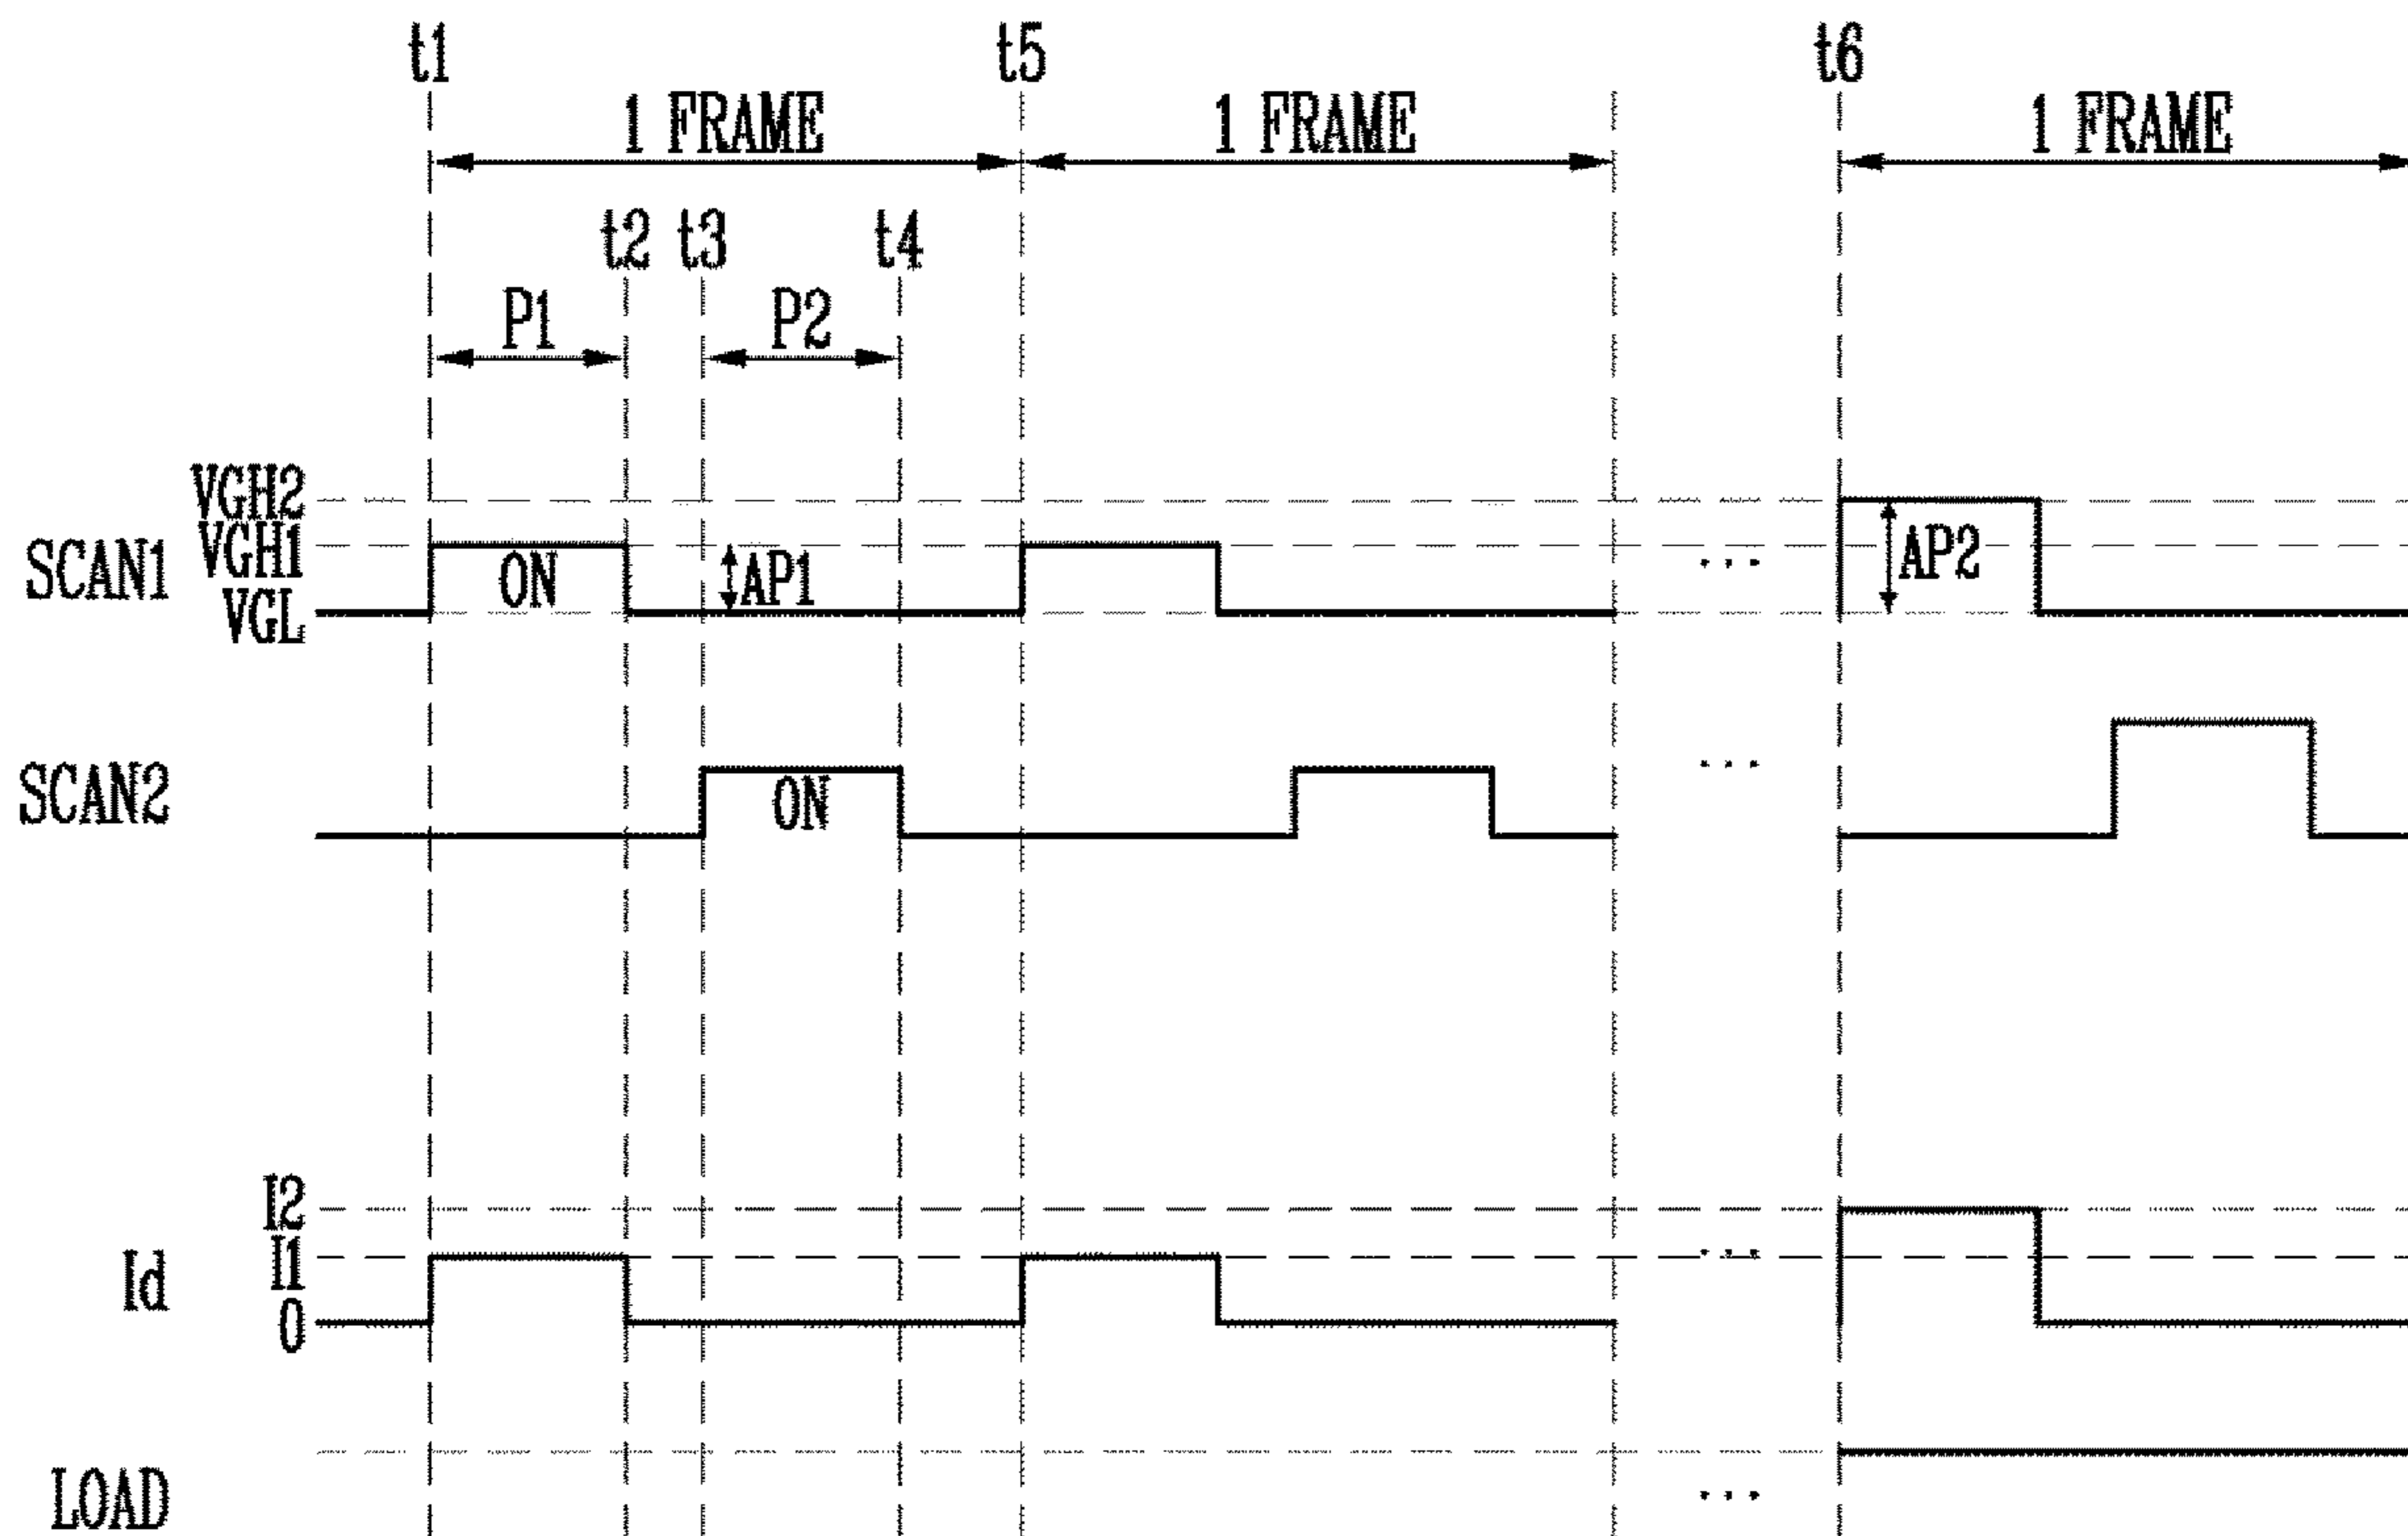 t1 t5 t6
1 FRAME 1 FRAME 1 FRAME
t2 t3 t4
P1 P2
VGH2
SCAN1 VGH1 ON AP1 ... AP2
VGL
SCAN2 ON ...
I2
Id I1 ...
0
LOAD ...